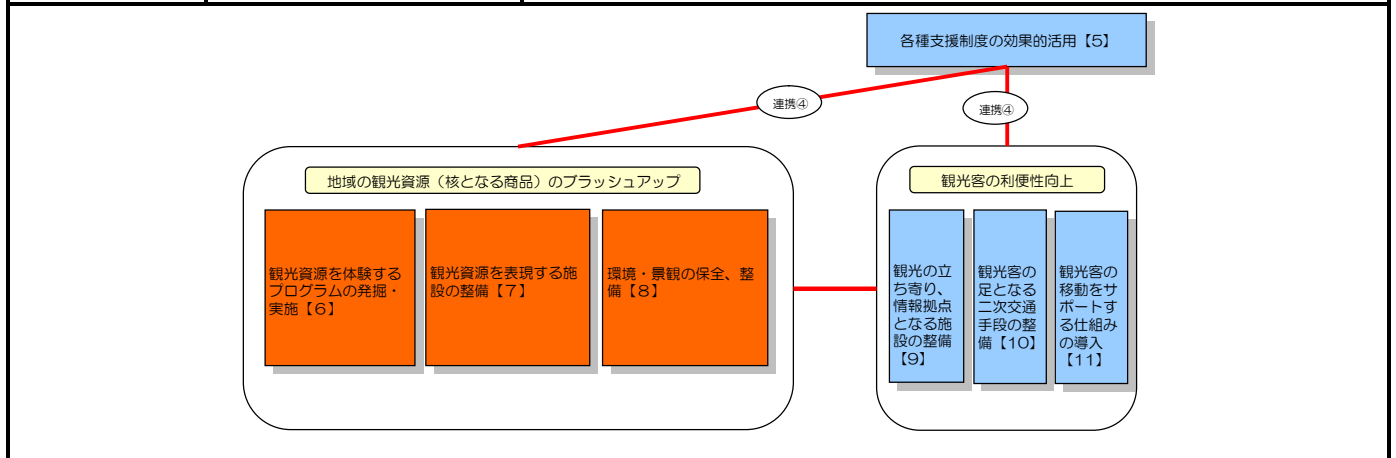 各種支援制度の効果的活用【5】
連携④
連携④
地域の観光資源（核となる商品）のブラッシュアップ
観光客の利便性向上
観光資源を体験する
プログラムの発掘・
実施【6】
観光資源を表現する施
設の整備【7】
環境・景観の保全、整
備【8】
観光の立
ち寄り、
情報拠点
となる施
設の整備
【9】
観光客の
足となる
二次交通
手段の整
備【10】
観光客の
移動をサ
ポートす
る仕組み
の導入
【11】